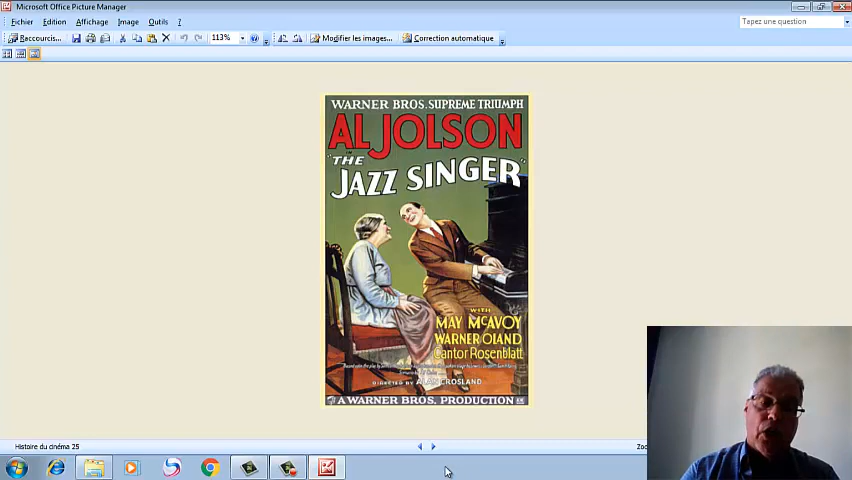 Microsoft Office Picture Manager
Fichier Edition Affichage Image Outils ?
Tapez une question
Raccourcis...
113%
Modifier les images...
Correction automatique
WARNER BROS. SUPREME TRIUMPH
AL JOLSON
IN
"THE
JAZZ SINGER"
WITH
MAY McAVOY
WARNER OLAND
Cantor Rosenblatt
DIRECTED BY ALAN CROSLAND
A WARNER BROS. PRODUCTION
Histoire du cinéma 25
Zoo